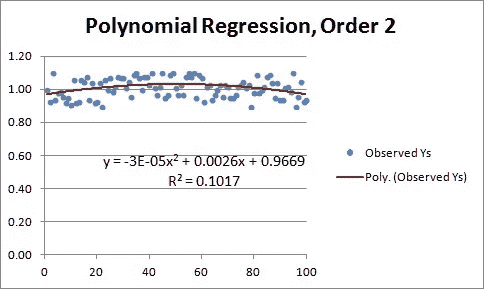 Polynomial Regression, Order 2
1.20
1.00
0.80
0.60
0.40
0.20
0.00
y = -3E-05x² + 0.0026x + 0.9669
R² = 0.1017
Observed Ys
Poly. (Observed Ys)
0 20 40 60 80 100